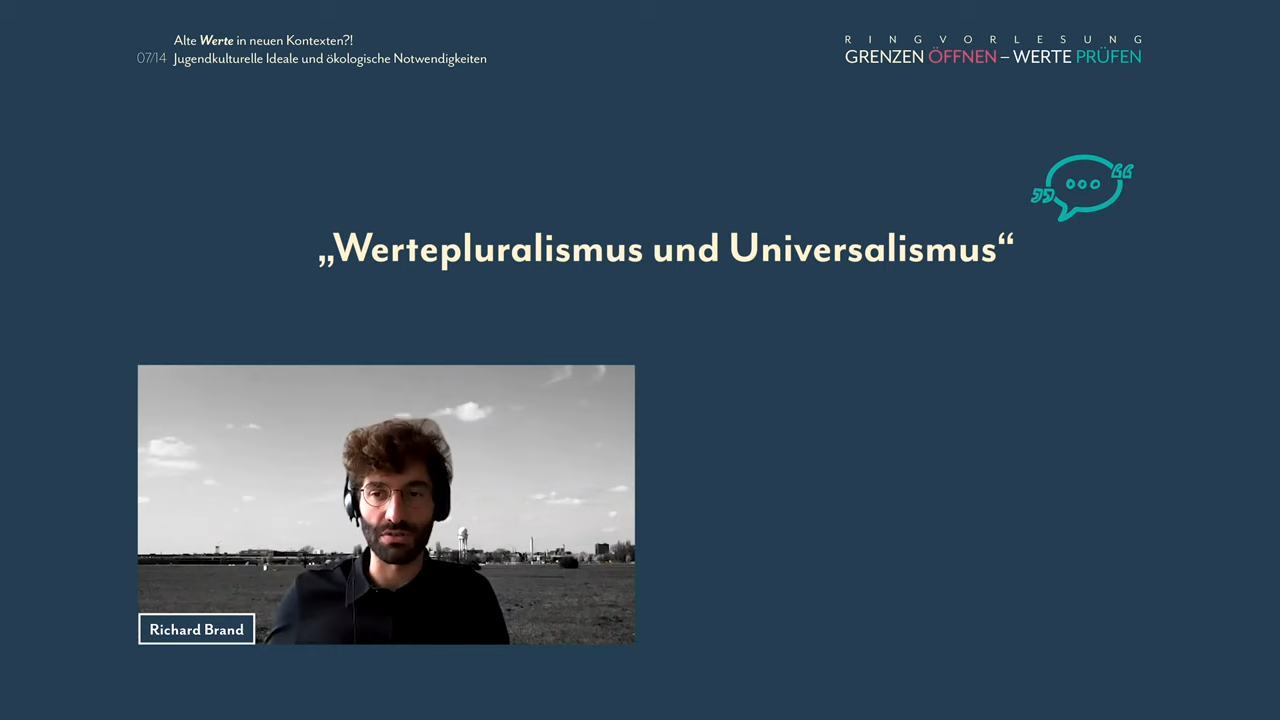 Alte Werte in neuen Kontexten?!
07/14 Jugendkulturelle Ideale und ökologische Notwendigkeiten
RINGVORLESUNG
GRENZEN ÖFFNEN – WERTE PRÜFEN
„Wertepluralismus und Universalismus“
Richard Brand